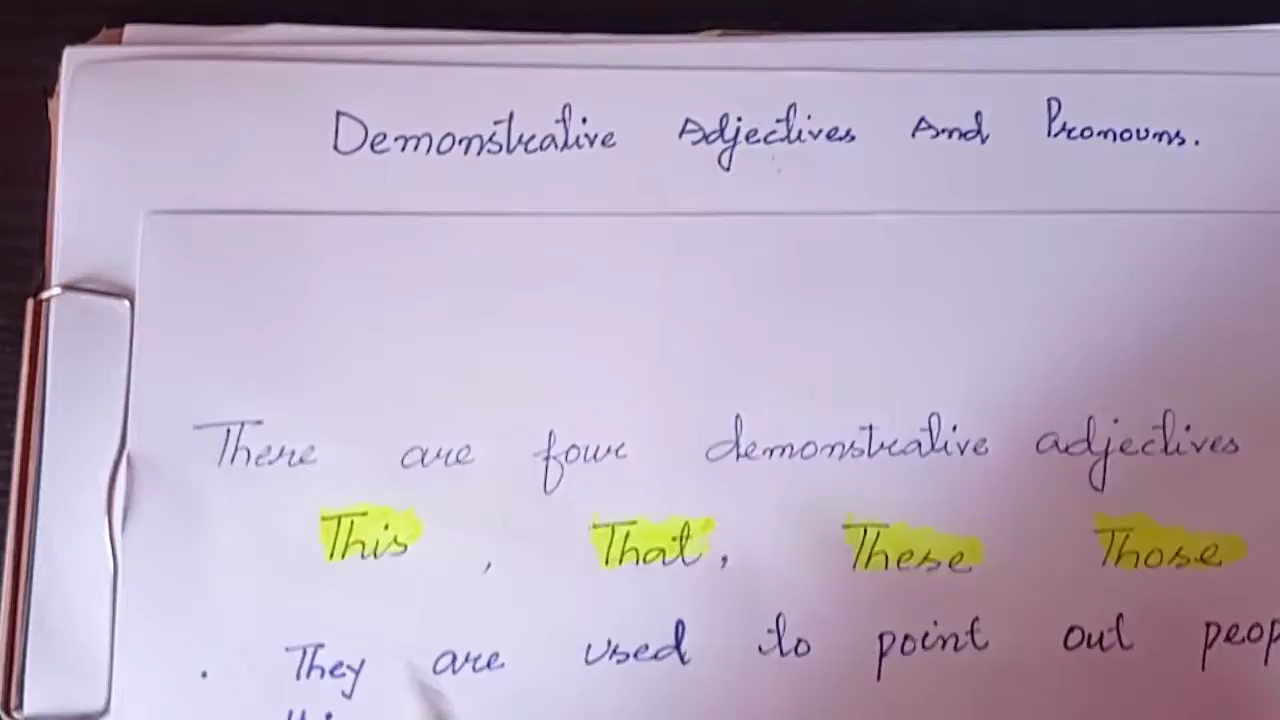 Demonstrative Adjectives And Pronouns.
There are four demonstrative adjectives
This, That, These Those
. They are used to point out